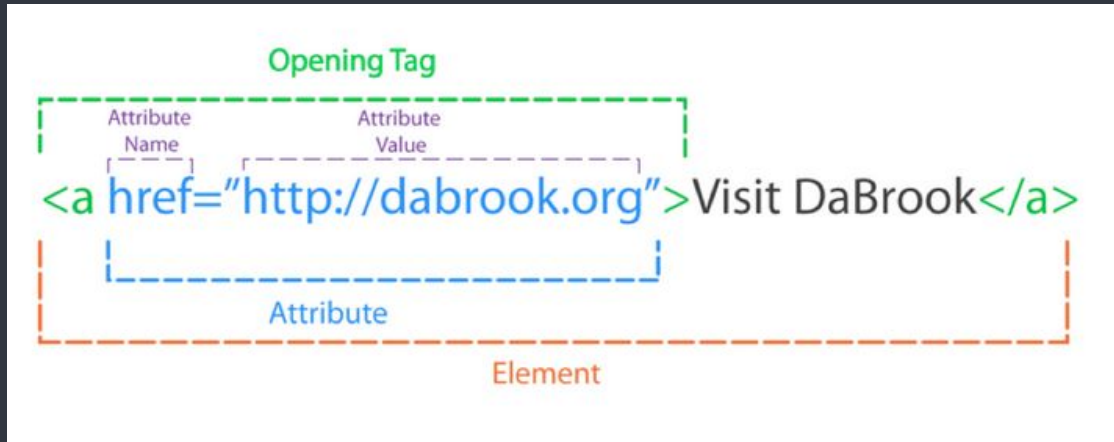 Opening Tag
Attribute Name
Attribute Value
<a href=”http://dabrook.org”>Visit DaBrook</a>
Attribute
Element